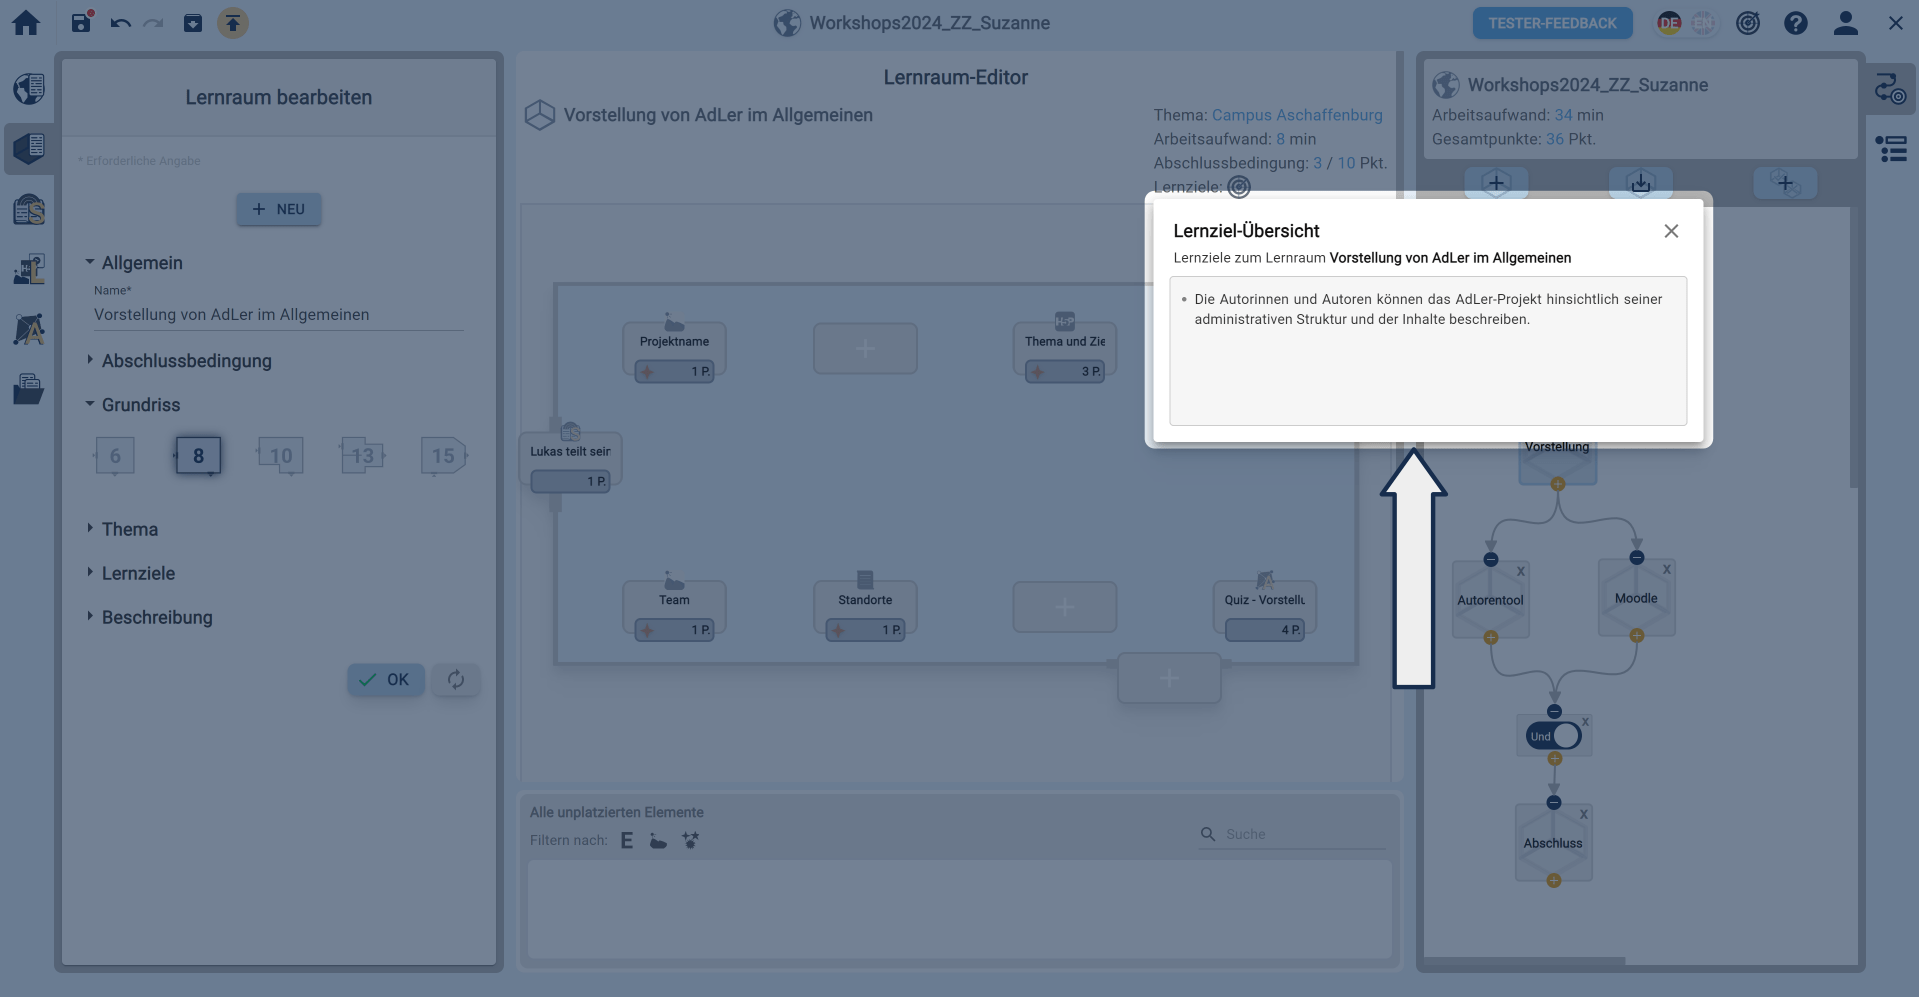 Workshops2024_ZZ_Suzanne
TESTER-FEEDBACK
DE
EN
Lernraum bearbeiten
* Erforderliche Angabe
+ NEU
Allgemein
Name*
Vorstellung von AdLer im Allgemeinen
Abschlussbedingung
Grundriss
6 8 10 13 15
Thema
Lernziele
Beschreibung
OK
Lernraum-Editor
Vorstellung von AdLer im Allgemeinen
Thema: Campus Aschaffenburg
Arbeitsaufwand: 8 min
Abschlussbedingung: 3 / 10 Pkt.
Lernziele:
Projektname
1 P.
H-P
Thema und Zie
3 P.
Lukas teilt sein
1 P.
Team
1 P.
Standorte
1 P.
Quiz - Vorstellu
4 P.
Alle unplatzierten Elemente
Filtern nach: E
Suche
Lernziel-Übersicht
Lernziele zum Lernraum Vorstellung von AdLer im Allgemeinen
• Die Autorinnen und Autoren können das AdLer-Projekt hinsichtlich seiner
administrativen Struktur und der Inhalte beschreiben.
Workshops2024_ZZ_Suzanne
Arbeitsaufwand: 34 min
Gesamtpunkte: 36 Pkt.
Vorstellung
X
Autorentool
X
Moodle
X
Und
X
Abschluss